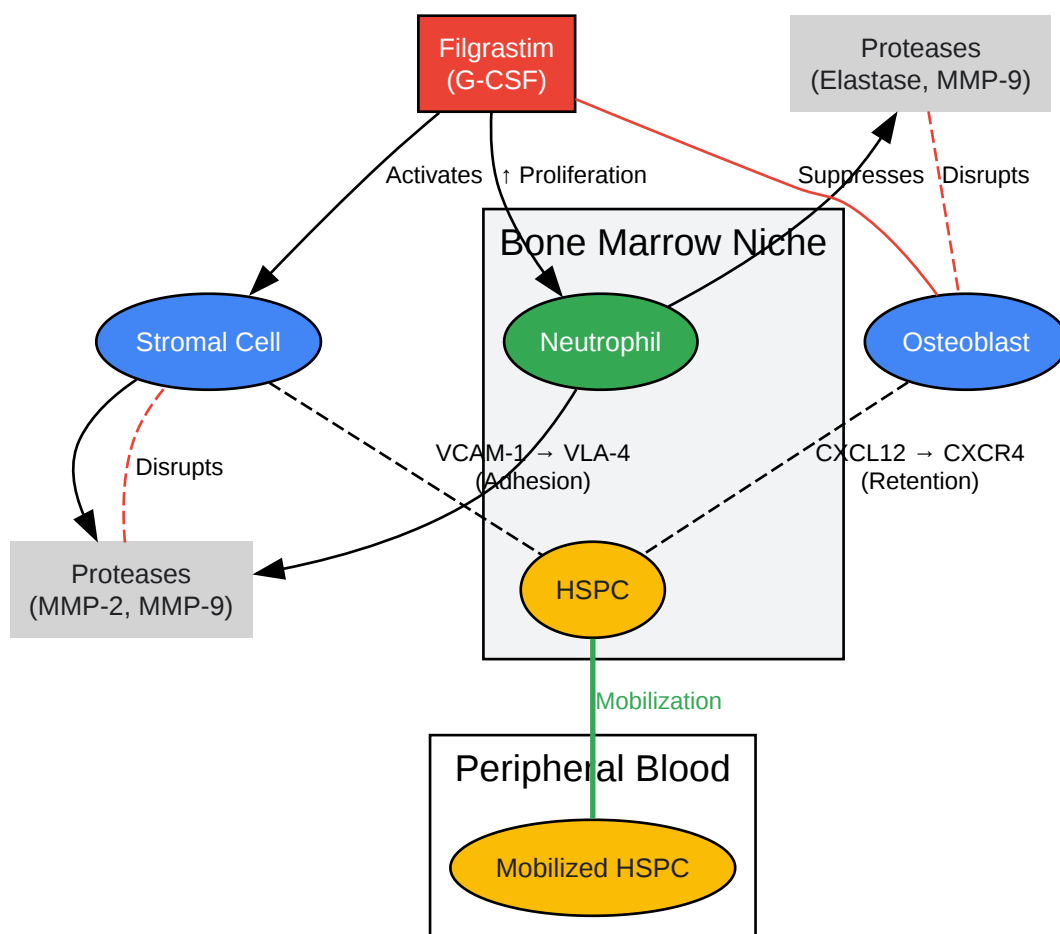 Filgrastim
(G-CSF)
Proteases
(Elastase, MMP-9)
Activates
↑ Proliferation
Suppresses
Disrupts
Bone Marrow Niche
Stromal Cell
Neutrophil
Osteoblast
Disrupts
VCAM-1 → VLA-4
(Adhesion)
CXCL12 → CXCR4
(Retention)
Proteases
(MMP-2, MMP-9)
HSPC
Mobilization
Peripheral Blood
Mobilized HSPC